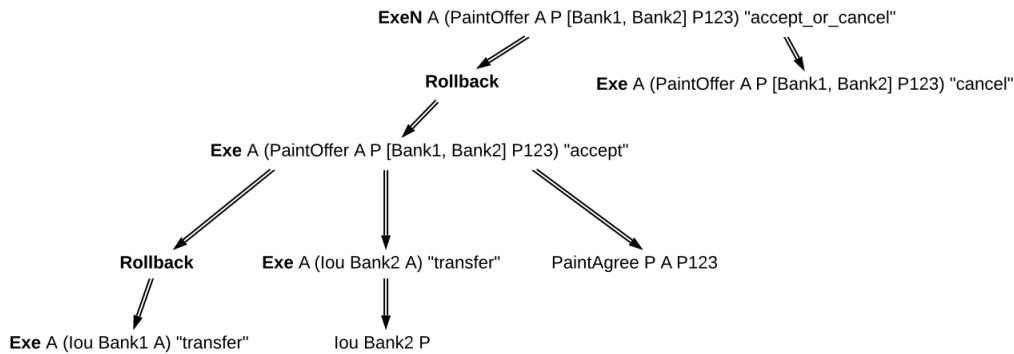 ExeN A (PaintOffer A P [Bank1, Bank2] P123) "accept_or_cancel"
Rollback
Exe A (PaintOffer A P [Bank1, Bank2] P123) "cancel"
Exe A (PaintOffer A P [Bank1, Bank2] P123) "accept"
Rollback
Exe A (Iou Bank2 A) "transfer"
PaintAgree P A P123
Exe A (Iou Bank1 A) "transfer"
Iou Bank2 P